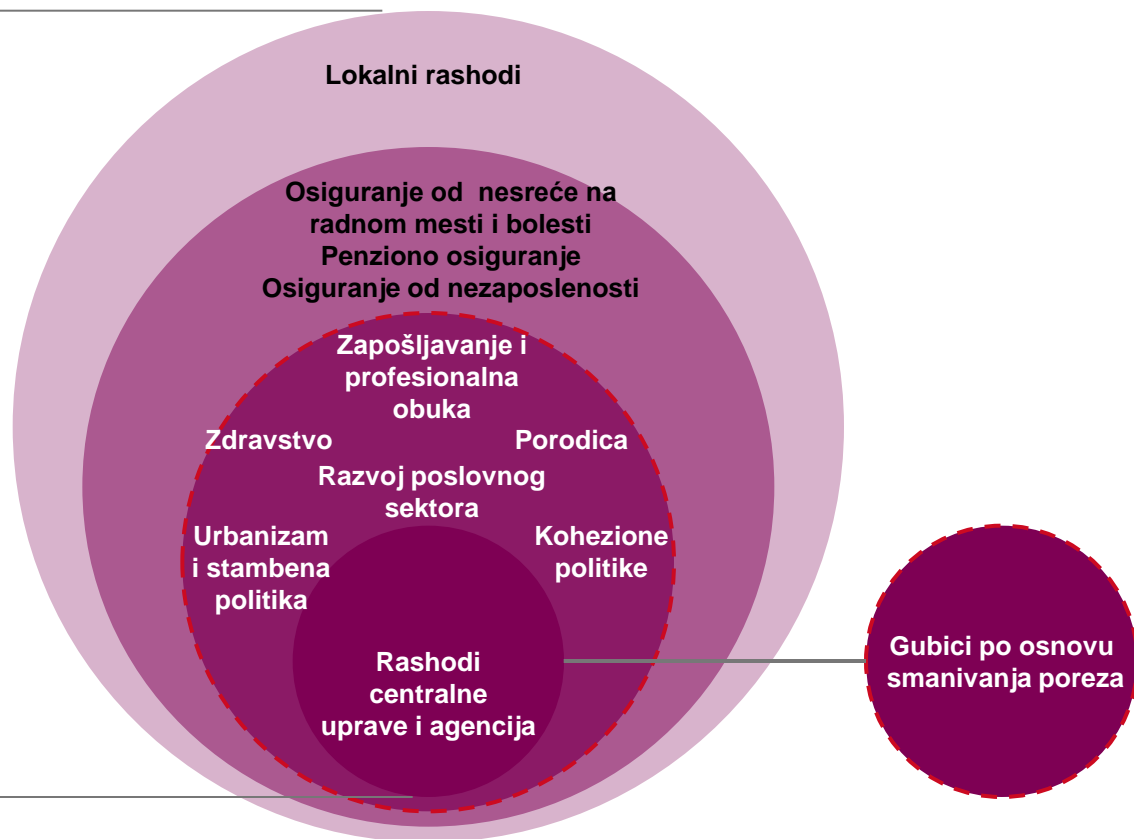 Lokalni rashodi
Osiguranje od nesreće na
radnom mesti i bolesti
Penziono osiguranje
Osiguranje od nezaposlenosti
Zapošljavanje i
profesionalna
obuka
Zdravstvo
Porodica
Razvoj poslovnog
sektora
Urbanizam
i stambena
politika
Kohezione
politike
Rashodi
centralne
uprave i agencija
Gubici po osnovu
smanivanja poreza